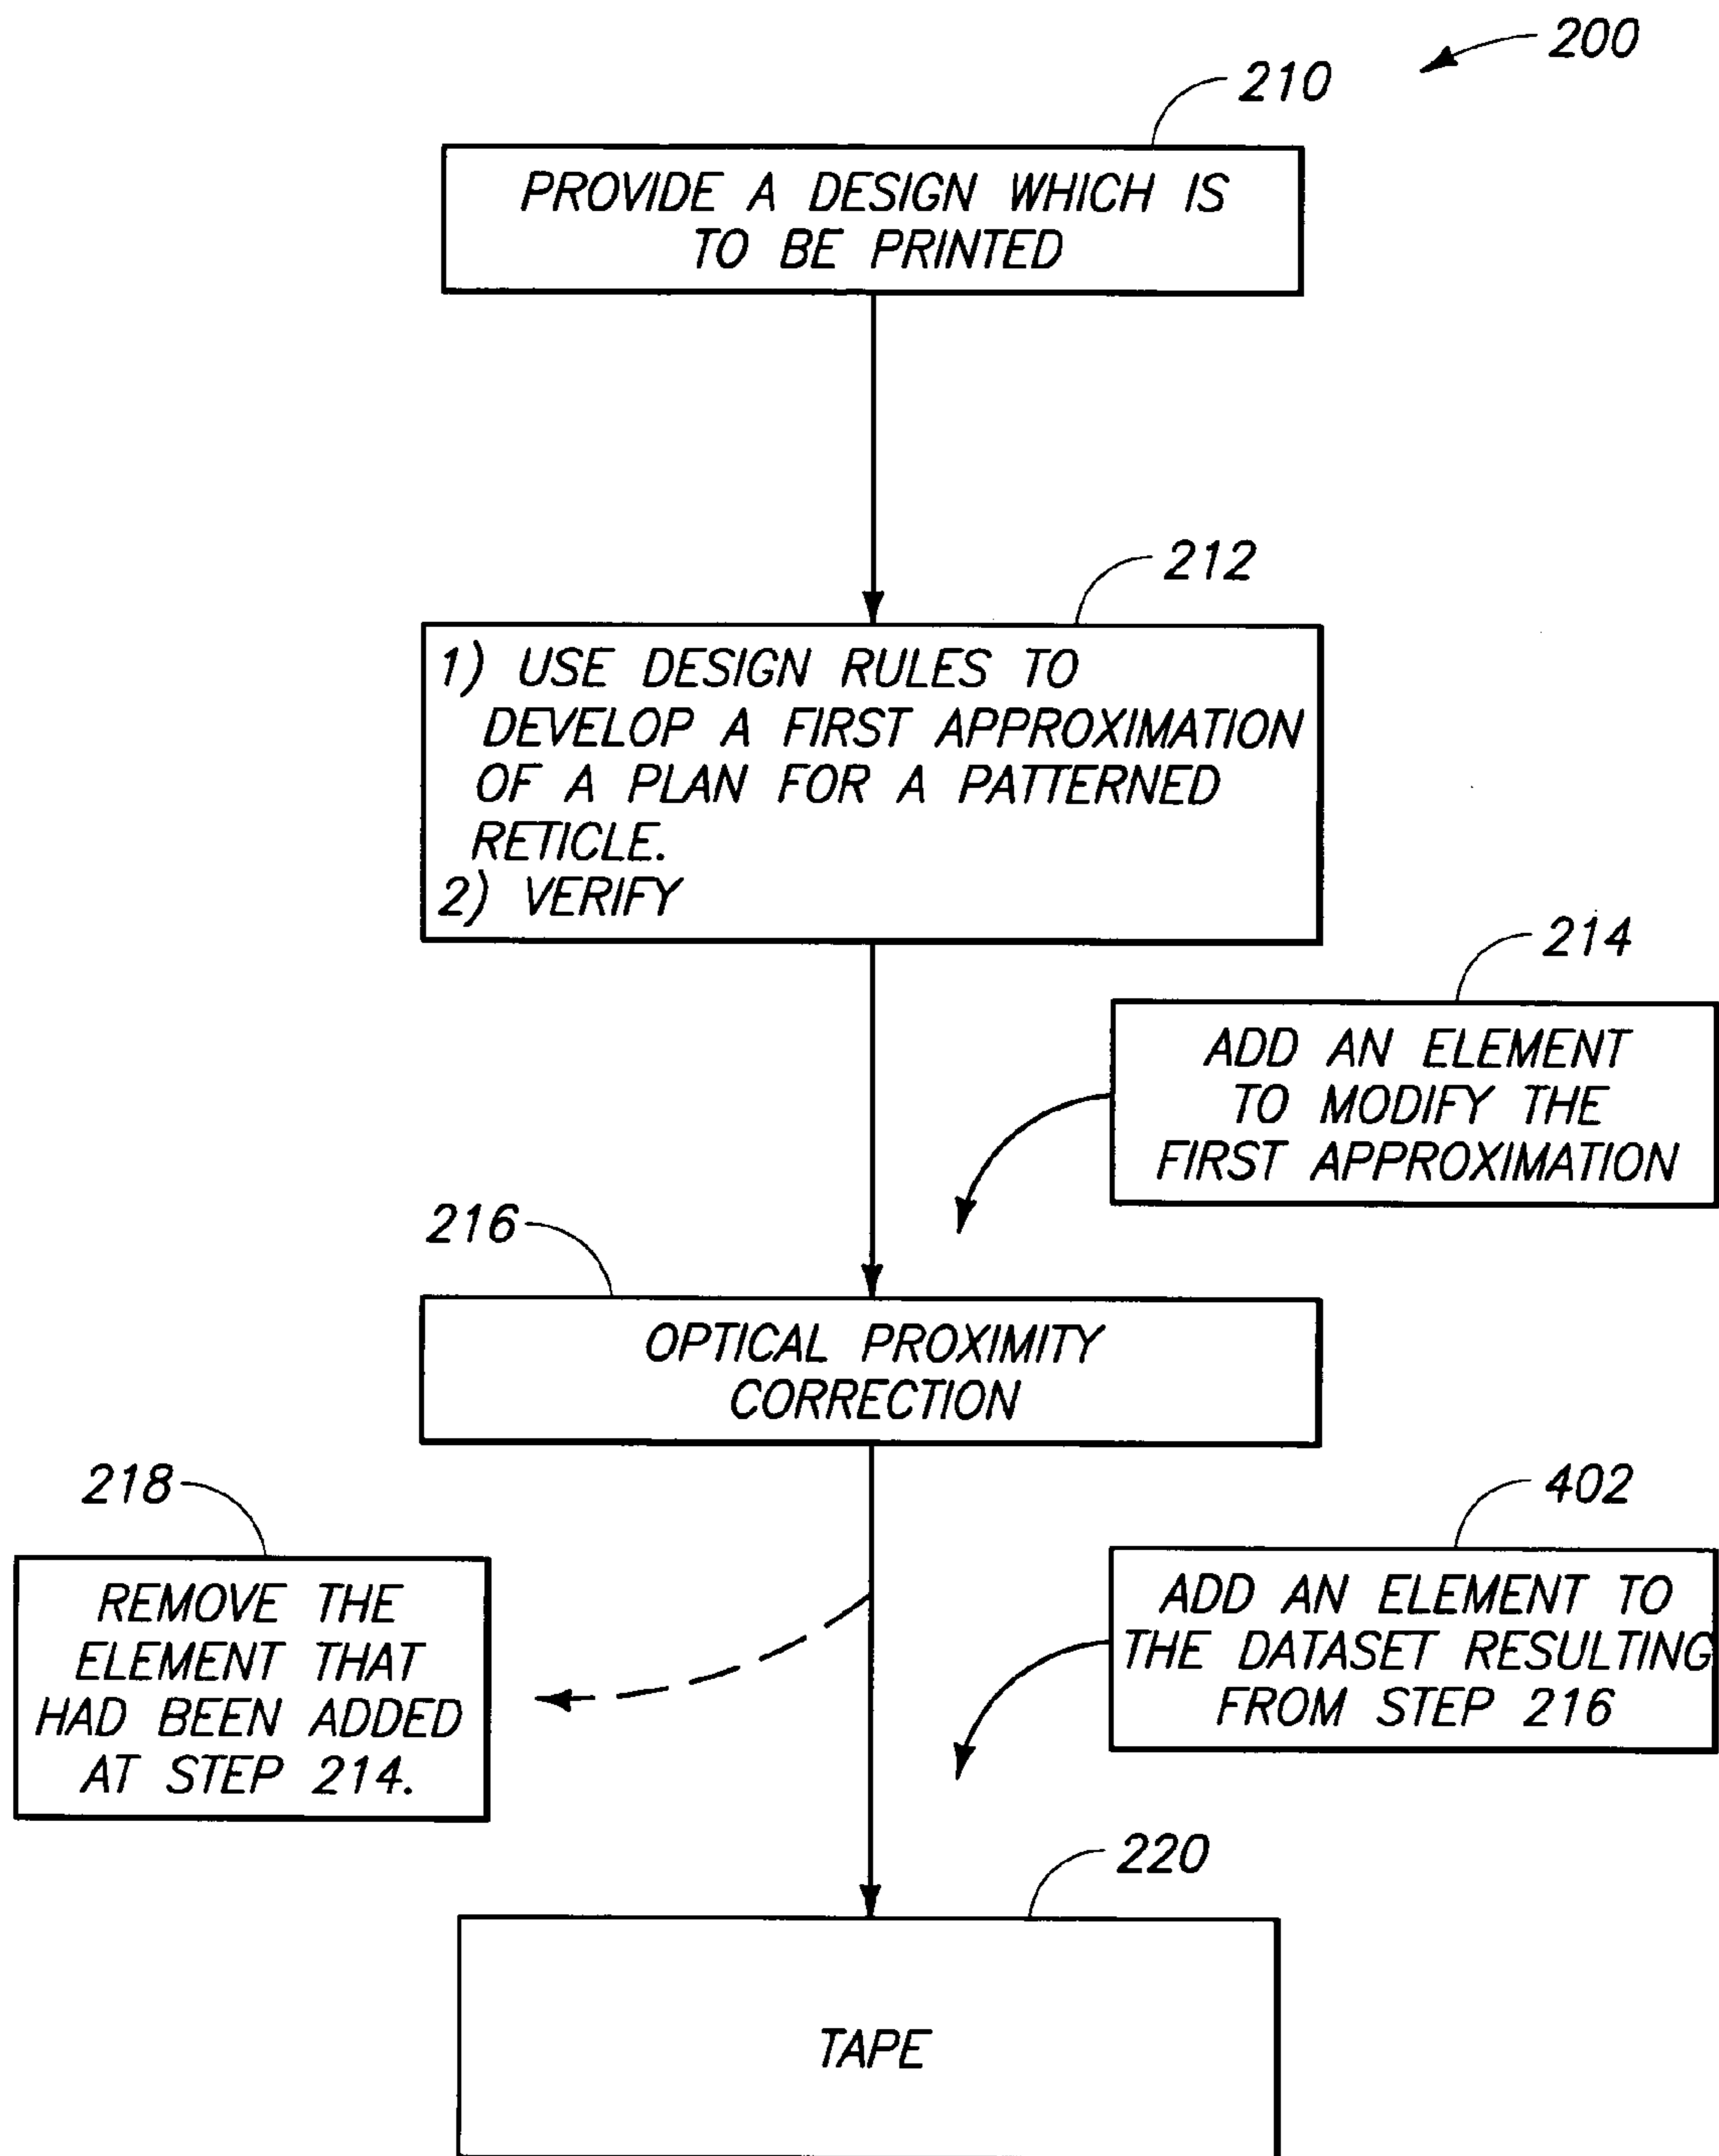 200
210
PROVIDE A DESIGN WHICH IS
TO BE PRINTED
212
1) USE DESIGN RULES TO
DEVELOP A FIRST APPROXIMATION
OF A PLAN FOR A PATTERNED
RETICLE.
2) VERIFY
214
ADD AN ELEMENT
TO MODIFY THE
FIRST APPROXIMATION
216
OPTICAL PROXIMITY
CORRECTION
218
REMOVE THE
ELEMENT THAT
HAD BEEN ADDED
AT STEP 214.
402
ADD AN ELEMENT TO
THE DATASET RESULTING
FROM STEP 216
220
TAPE